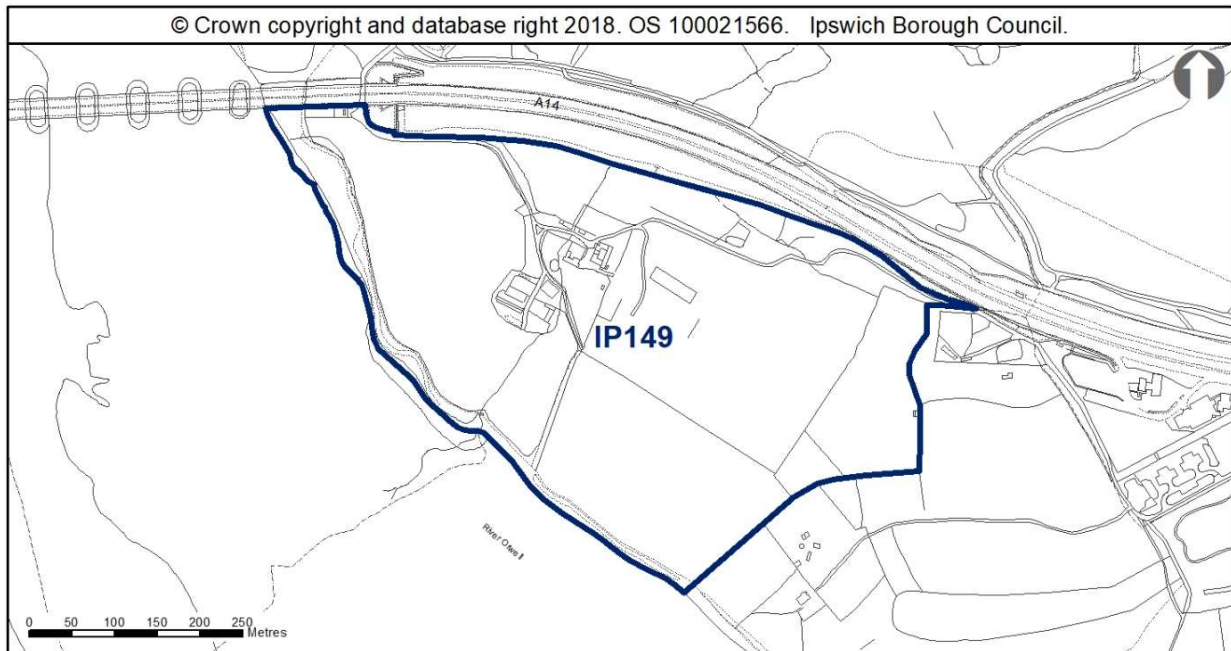 © Crown copyright and database right 2018. OS 100021566. Ipswich Borough Council.
A14
IP149
River Orwell
0 50 100 150 200 250
Metres